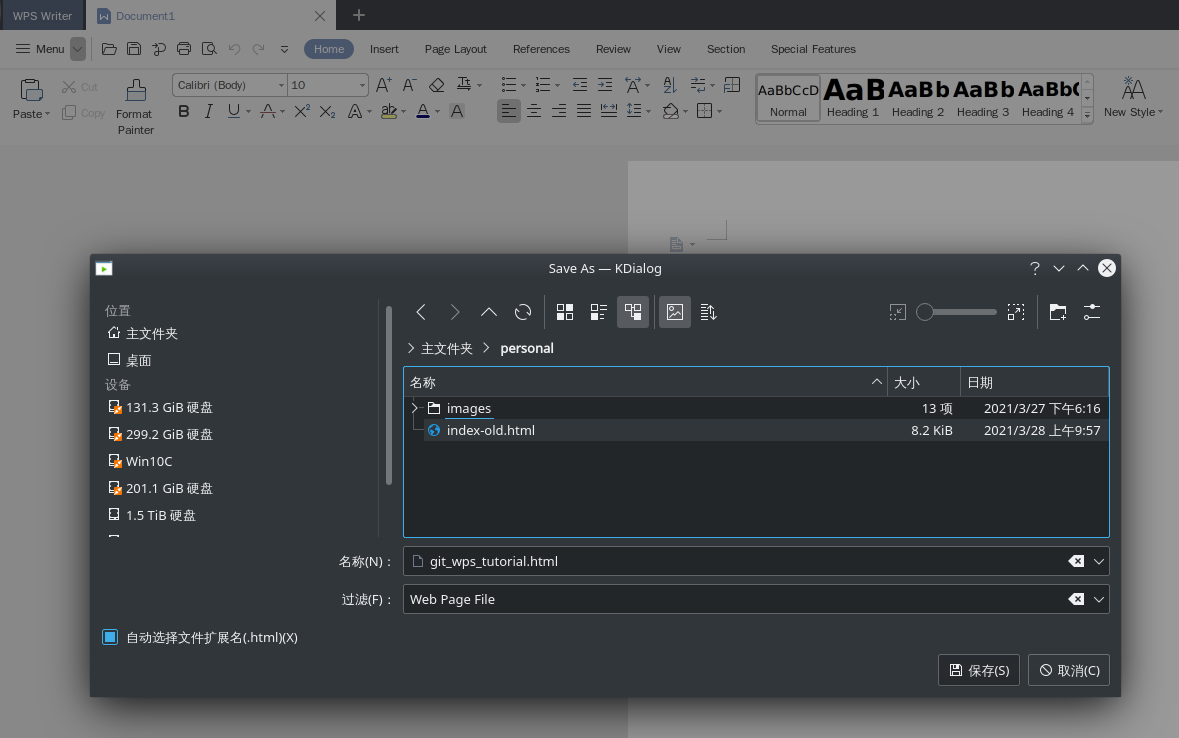 WPS Writer Document1
Menu Home Insert Page Layout References Review View Section Special Features
Paste Cut Copy Format Painter Calibri (Body) 10
AaBbCcD AaB AaBb AaBb AaBb
Normal Heading 1 Heading 2 Heading 3 Heading 4 New Style
Save As — KDialog
位置
主文件夹
桌面
设备
131.3 GiB 硬盘
299.2 GiB 硬盘
Win10C
201.1 GiB 硬盘
1.5 TiB 硬盘
主文件夹 personal
名称 大小 日期
images 13 项 2021/3/27 下午6:16
index-old.html 8.2 KiB 2021/3/28 上午9:57
名称(N)： git_wps_tutorial.html
过滤(F)： Web Page File
自动选择文件扩展名(.html)(X)
保存(S) 取消(C)